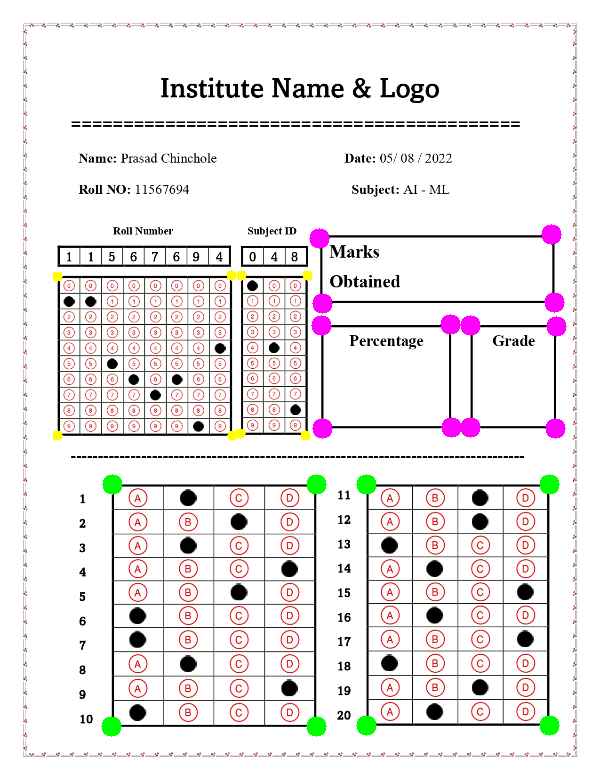 Institute Name & Logo
==========================================
Name: Prasad Chinchole Date: 05/ 08 / 2022
Roll NO: 11567694 Subject: AI - ML
Roll Number Subject ID
1 1 5 6 7 6 9 4 0 4 8
0 0 0 0 0 0 0 0 0 0
1 1 1 1 1 1 1 1 1
2 2 2 2 2 2 2 2 2 2 2
3 3 3 3 3 3 3 3 3 3 3
4 4 4 4 4 4 4 4 4
5 5 5 5 5 5 5 5 5 5
6 6 6 6 6 6 6 6 6
7 7 7 7 7 7 7 7 7 7
8 8 8 8 8 8 8 8 8 8
9 9 9 9 9 9 9 9 9 9
Marks
Obtained
Percentage Grade
1 A C D
2 A B D
3 A C D
4 A B C
5 A B D
6 B C D
7 B C D
8 A C D
9 A B C
10 B C D
11 A B D
12 A B D
13 B C D
14 A C D
15 A B C
16 A C D
17 A B C
18 B C D
19 A B D
20 A C D